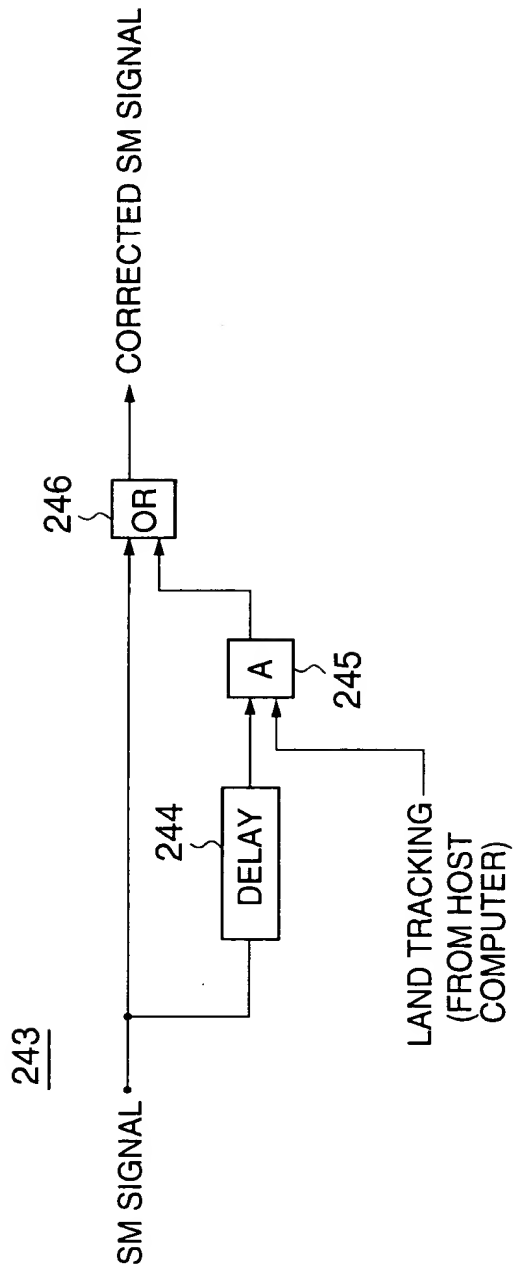 243
SM SIGNAL
244
DELAY
LAND TRACKING
(FROM HOST
COMPUTER)
A
245
246
OR
CORRECTED SM SIGNAL